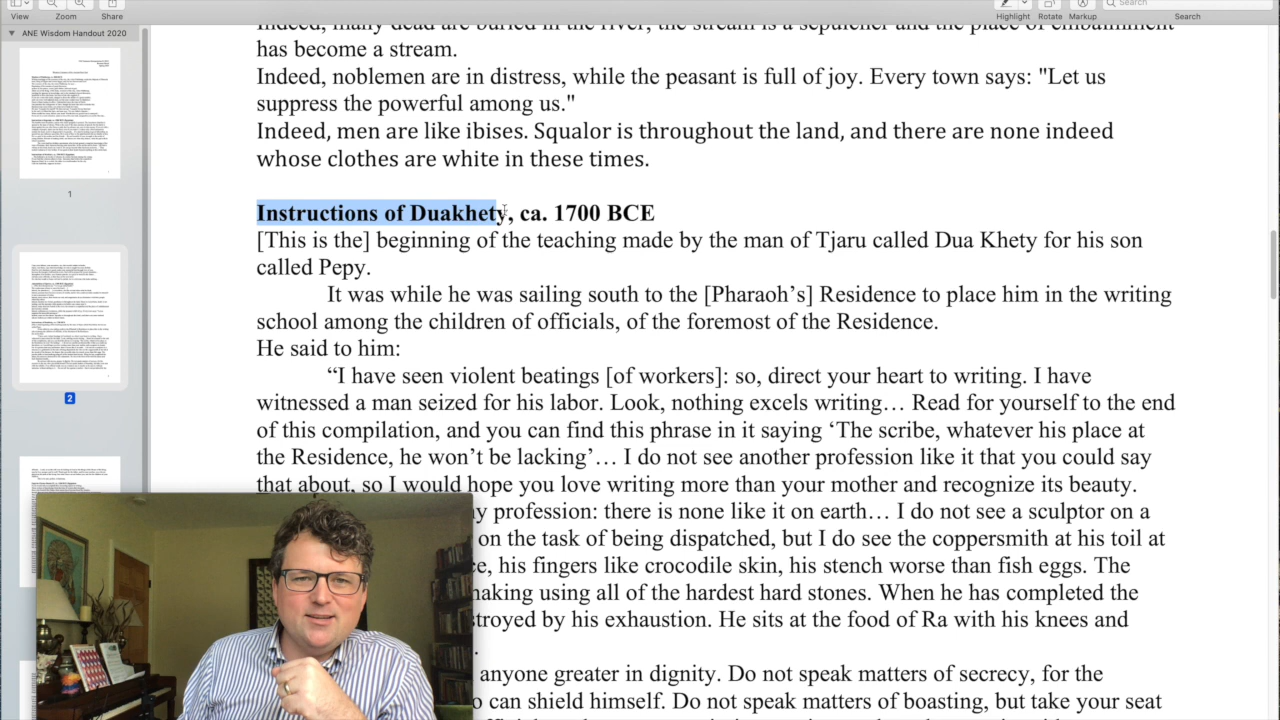 Zoom
Share
Highlight
Rotate
Markup
Search
Search
ANE Wisdom Handout 2020
1
2
has become a stream.
Indeed, noblemen are in distress, while the peasant is full of joy. Every town says: "Let us
suppress the powerful among us."
Indeed, men are like ibises. Squalor is throughout the land, and there are none indeed
whose clothes are white in these times.
Instructions of Duakhety, ca. 1700 BCE
[This is the] beginning of the teaching made by the man of Tjaru called Dua Khety for his son
called Pepy.
It was while he was sailing south to the [Pharaoh's] Residence to place him in the writing
school among the children of officials, of the foremost of the Residence.
He said to him:
“I have seen violent beatings [of workers]: so, direct your heart to writing. I have
witnessed a man seized for his labor. Look, nothing excels writing… Read for yourself to the end
of this compilation, and you can find this phrase in it saying ‘The scribe, whatever his place at
the Residence, he won’t be lacking’… I do not see another profession like it that you could say
that about, so I would hope you love writing more than your mother and recognize its beauty.
profession: there is none like it on earth… I do not see a sculptor on a
on the task of being dispatched, but I do see the coppersmith at his toil at
his fingers like crocodile skin, his stench worse than fish eggs. The
making using all of the hardest hard stones. When he has completed the
by his exhaustion. He sits at the food of Ra with his knees and
anyone greater in dignity. Do not speak matters of secrecy, for the
can shield himself. Do not speak matters of boasting, but take your seat